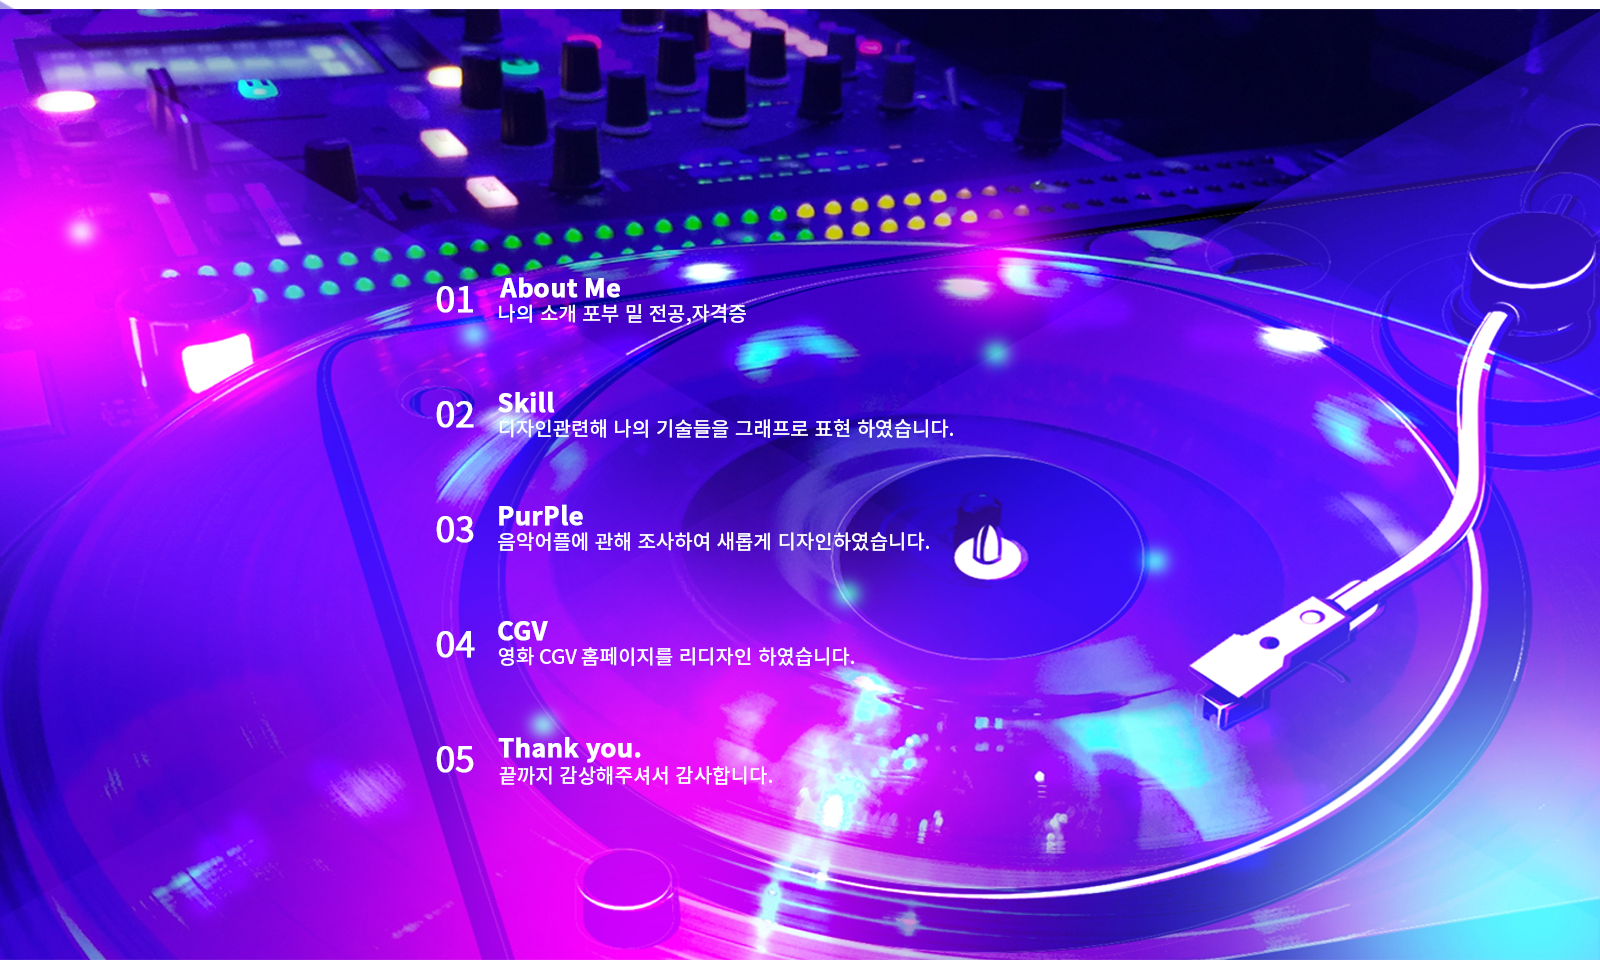 01
About Me
나의 소개 포부 밑 전공,자격증
02
Skill
디자인관련해 나의 기술들을 그래프로 표현 하였습니다.
03
PurPle
음악어플에 관해 조사하여 새롭게 디자인하였습니다.
04
CGV
영화 CGV 홈페이지를 리디자인 하였습니다.
05
Thank you.
끝까지 감상해주셔서 감사합니다.